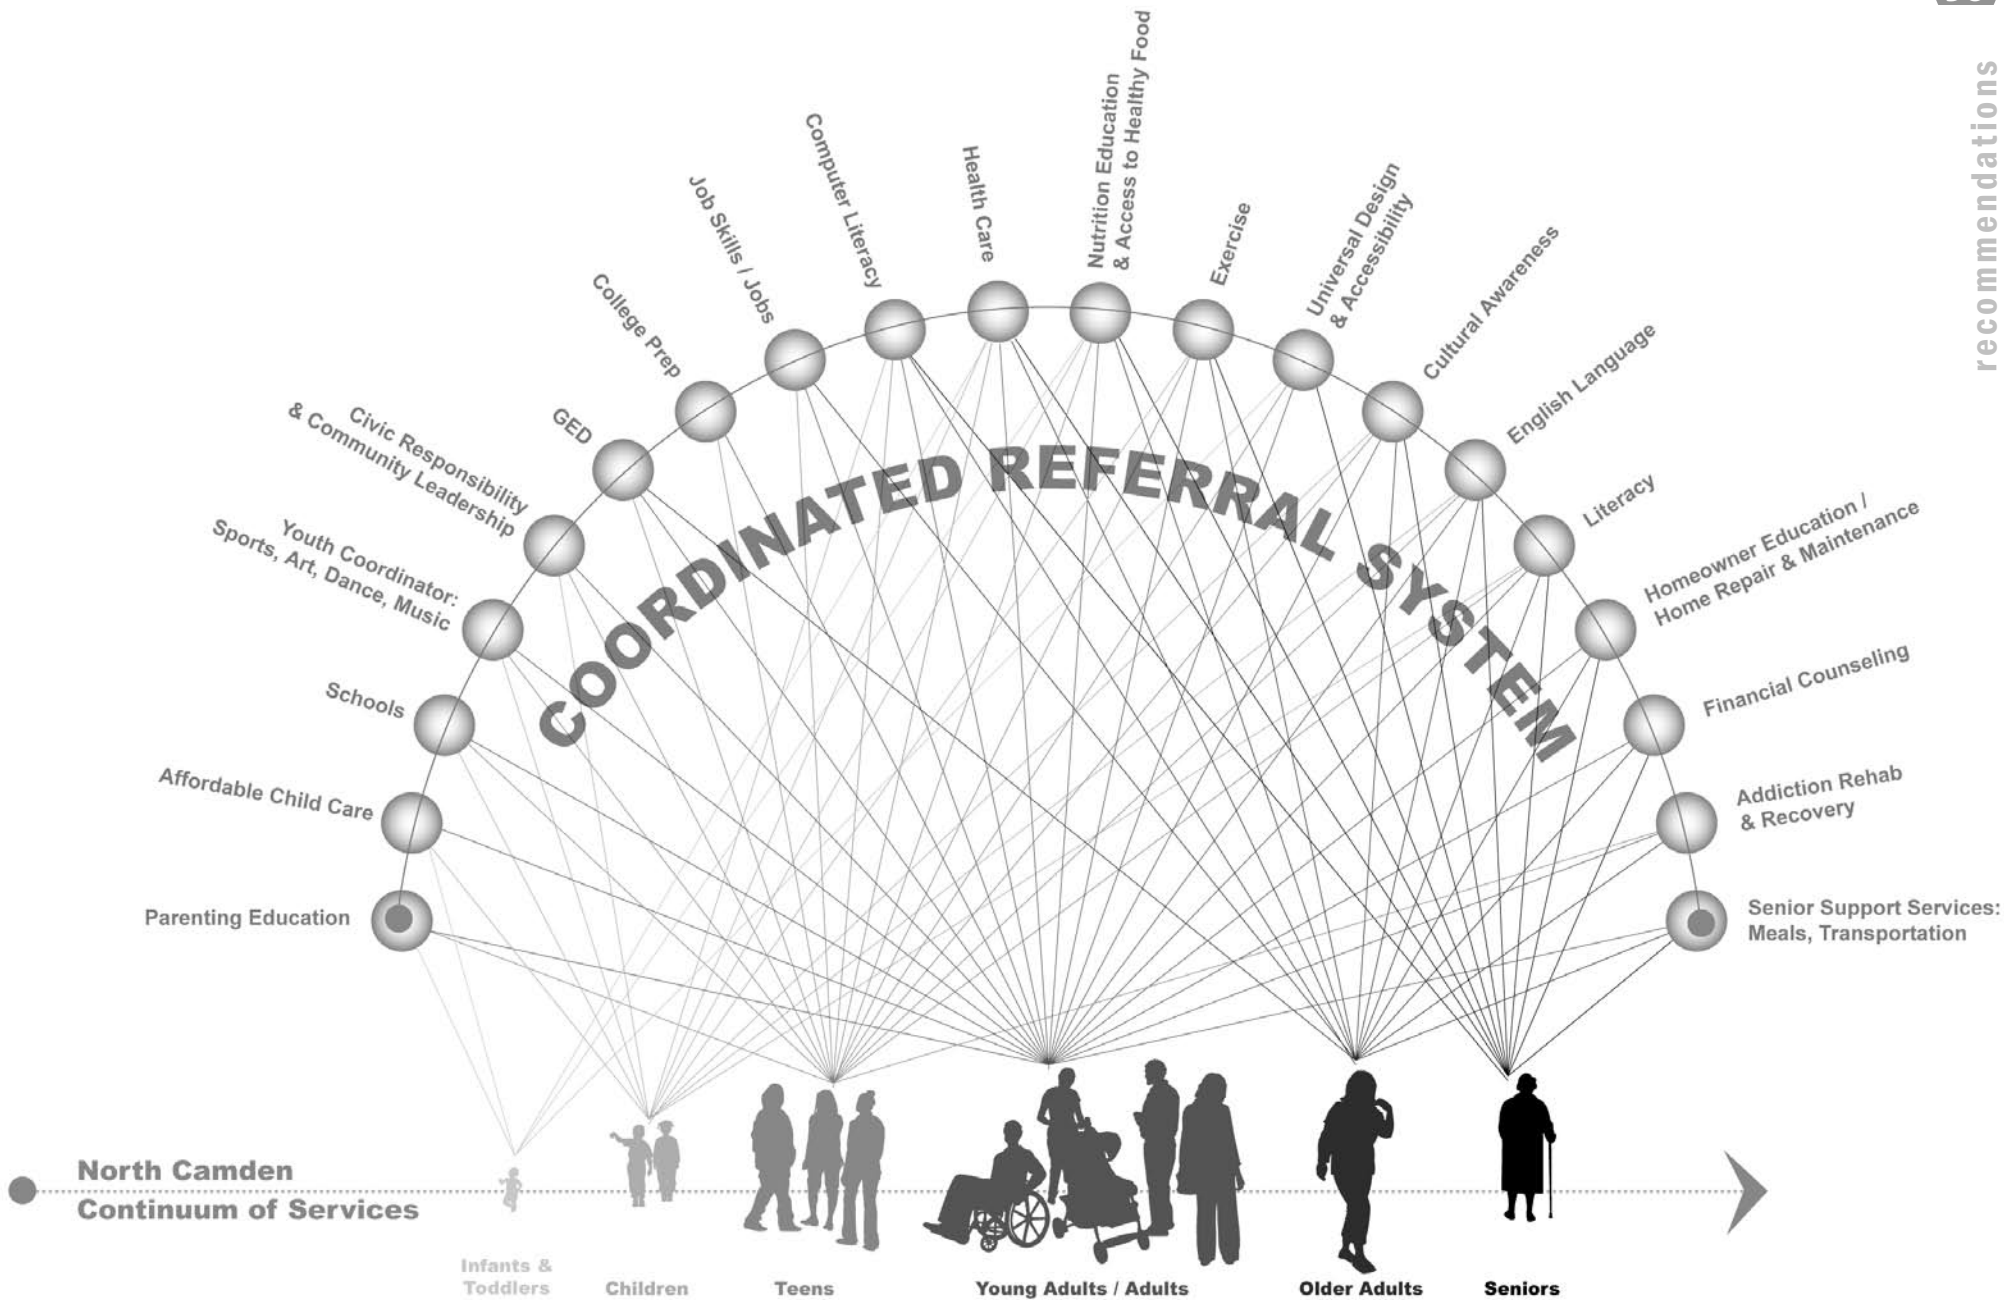 recommendations
Parenting Education
Affordable Child Care
Schools
Youth Coordinator:
Sports, Art, Dance, Music
Civic Responsibility
& Community Leadership
GED
College Prep
Job Skills / Jobs
Computer Literacy
Health Care
Nutrition Education
& Access to Healthy Food
Exercise
Universal Design
& Accessibility
Cultural Awareness
English Language
Literacy
Homeowner Education /
Home Repair & Maintenance
Financial Counseling
Addiction Rehab
& Recovery
Senior Support Services:
Meals, Transportation
COORDINATED REFERRAL SYSTEM
North Camden
Continuum of Services
Infants &
Toddlers
Children
Teens
Young Adults / Adults
Older Adults
Seniors